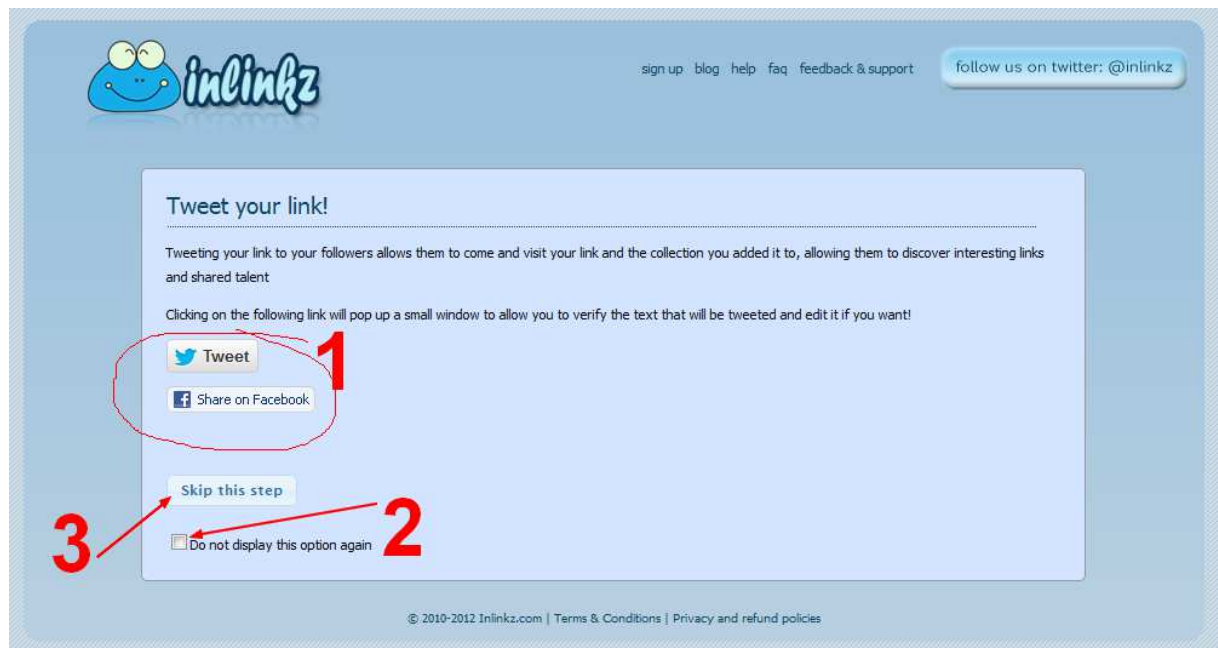 inlinkz
sign up blog help faq feedback & support
follow us on twitter: @inlinkz
Tweet your link!
Tweeting your link to your followers allows them to come and visit your link and the collection you added it to, allowing them to discover interesting links
and shared talent
Clicking on the following link will pop up a small window to allow you to verify the text that will be tweeted and edit it if you want!
1
Tweet
Share on Facebook
Skip this step
2
3
Do not display this option again
© 2010-2012 Inlinkz.com | Terms & Conditions | Privacy and refund policies